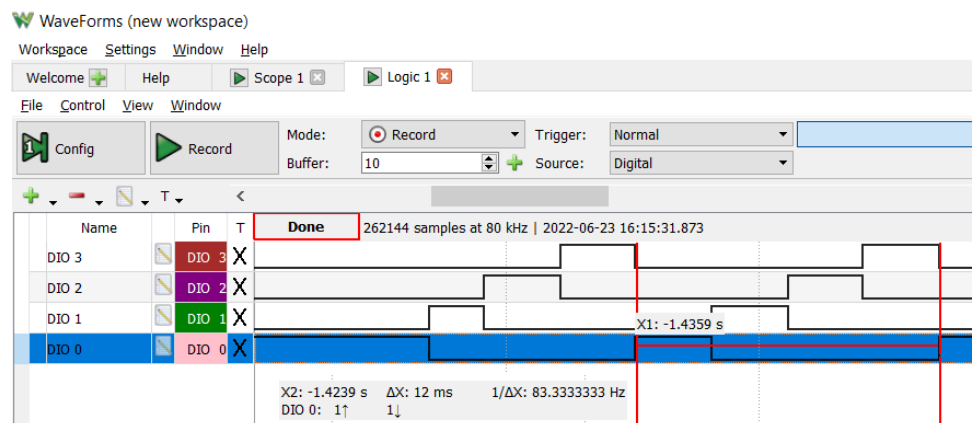 WaveForms (new workspace)
Workspace Settings Window Help
Welcome Help Scope 1 Logic 1
File Control View Window
1 Config Record Mode: Record Trigger: Normal
Buffer: 10 Source: Digital
T <
Name Pin T Done 262144 samples at 80 kHz | 2022-06-23 16:15:31.873
DIO 3 DIO 3 X
DIO 2 DIO 2 X
DIO 1 DIO 1 X
X1: -1.4359 s
DIO 0 DIO 0 X
X2: -1.4239 s ΔX: 12 ms 1/ΔX: 83.3333333 Hz
DIO 0: 1↑ 1↓